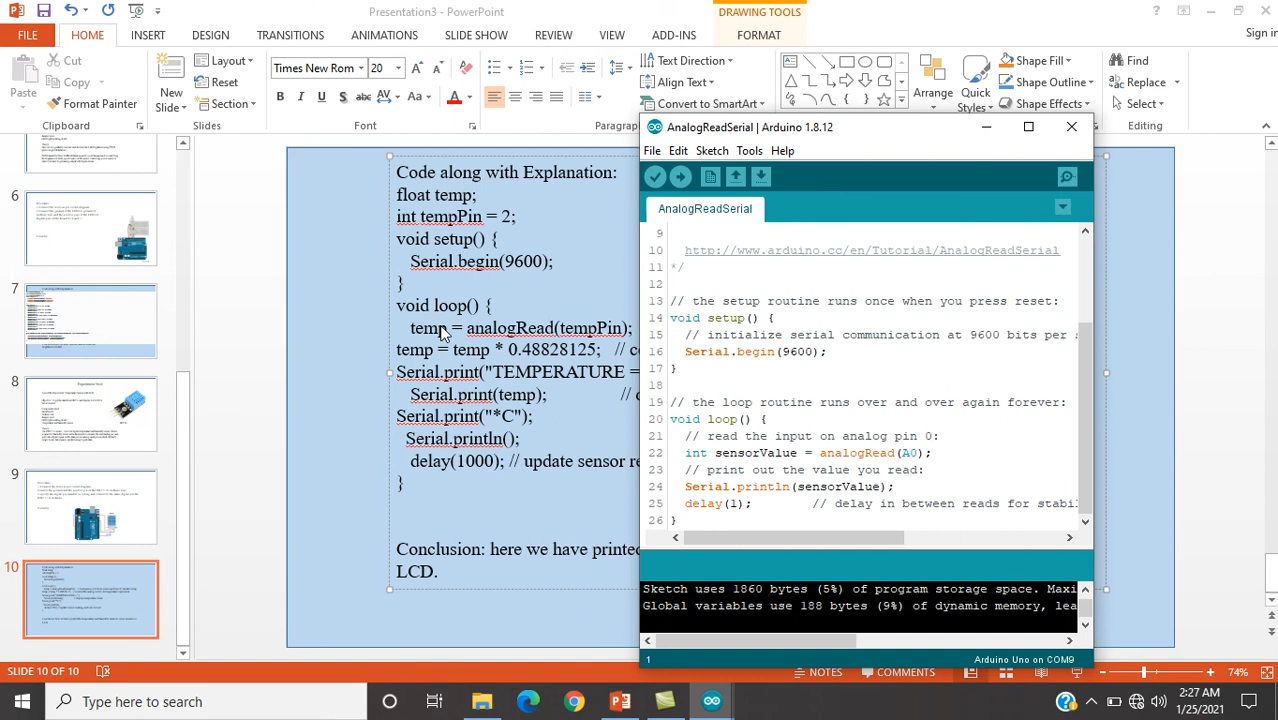 Presentation3 - PowerPoint
DRAWING TOOLS
FILE
HOME
INSERT
DESIGN
TRANSITIONS
ANIMATIONS
SLIDE SHOW
REVIEW
VIEW
ADD-INS
FORMAT
Sign in
Paste
Cut
Copy
Format Painter
Clipboard
New
Slide
Layout
Reset
Section
Slides
Times New Rom
20
Font
Text Direction
Align Text
Convert to SmartArt
Paragraph
Arrange
Quick
Styles
Shape Fill
Shape Outline
Shape Effects
Find
Replace
Select
Editing
6
7
8
9
10
Code along with Explanation:
float temp;
int tempPin = 2;
void setup() {
Serial.begin(9600);
}
void loop() {
temp = analogRead(tempPin);
temp = temp * 0.48828125; // c
Serial.print("TEMPERATURE =
Serial.print(temp);
Serial.print("*C");
Serial.println();
delay(1000); // update sensor re
}
Conclusion: here we have printed
LCD.
AnalogReadSerial | Arduino 1.8.12
File Edit Sketch Tools Help
AnalogReadSerial
9
10 http://www.arduino.cc/en/Tutorial/AnalogReadSerial
11 */
12
13 // the setup routine runs once when you press reset:
14 void setup() {
15 // initialize serial communication at 9600 bits per s
16 Serial.begin(9600);
17 }
18
19 // the loop routine runs over and over again forever:
20 void loop
21 // read the input on analog pin 0:
22 int sensorValue = analogRead(A0);
23 // print out the value you read:
24 Serial.println(sensorValue);
25 delay(1); // delay in between reads for stabil
26 }
Sketch uses bytes (5%) of program storage space. Maxi
Global variables use 188 bytes (9%) of dynamic memory, lea
1
Arduino Uno on COM9
SLIDE 10 OF 10
NOTES
COMMENTS
74%
Type here to search
2:27 AM
1/25/2021